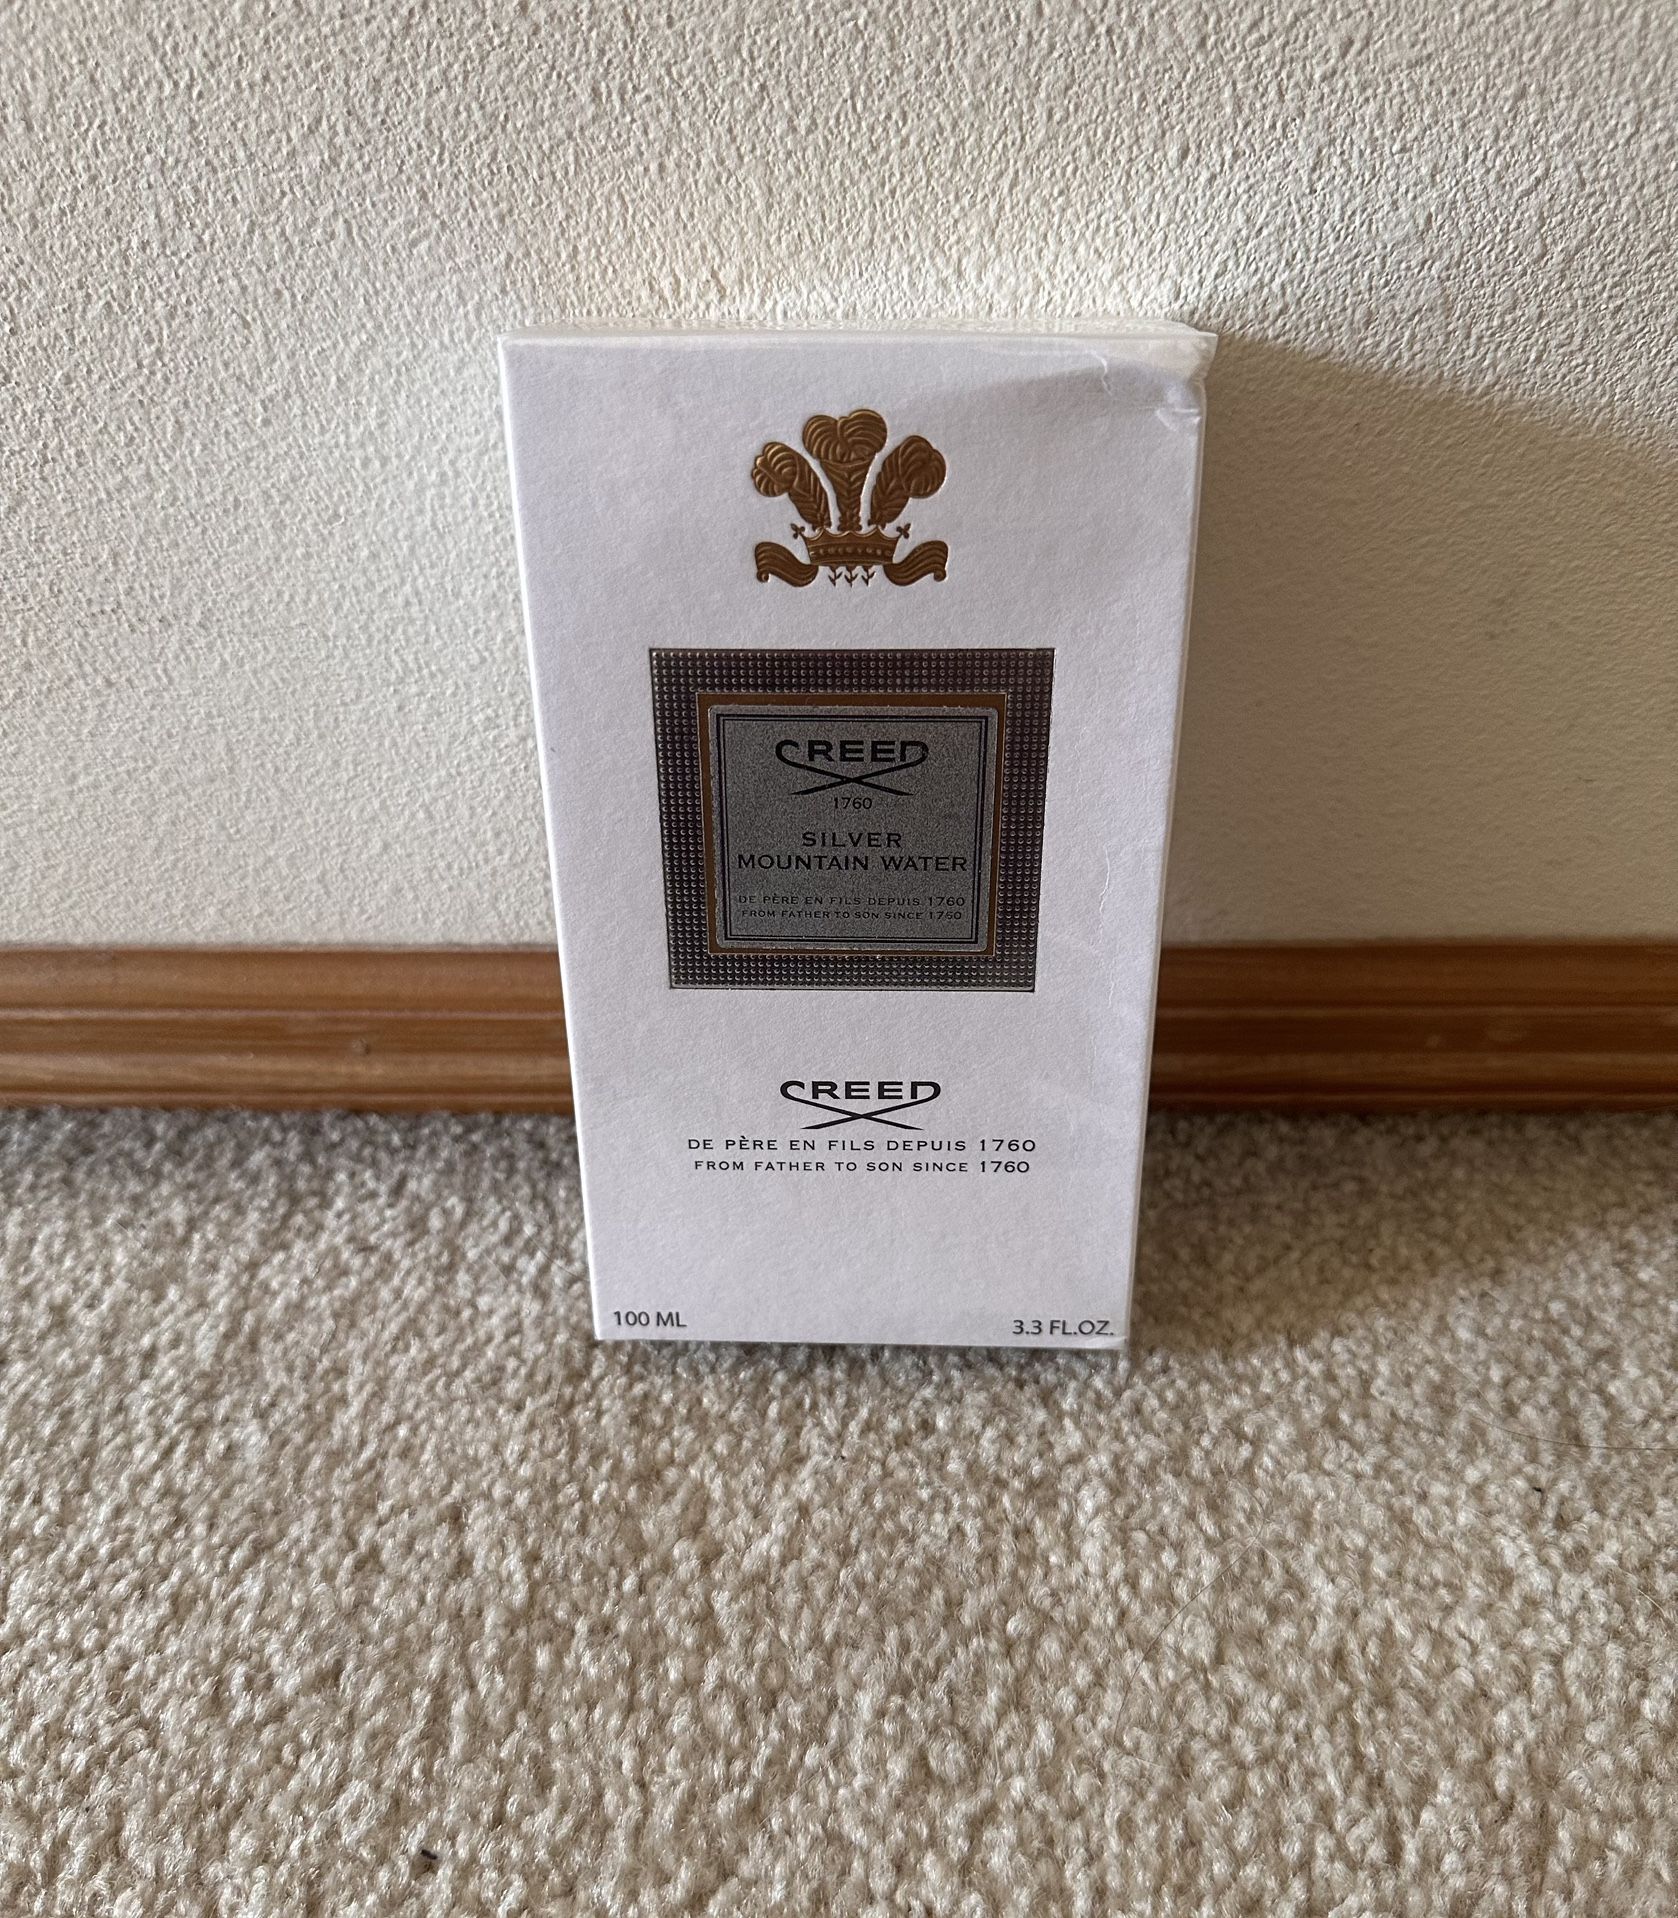 CREED
1760
SILVER
MOUNTAIN WATER
DE PÈRE EN FILS DEPUIS 1760
FROM FATHER TO SON SINCE 1760
CREED
DE PÈRE EN FILS DEPUIS 1760
FROM FATHER TO SON SINCE 1760
100 ML
3.3 FL.OZ.